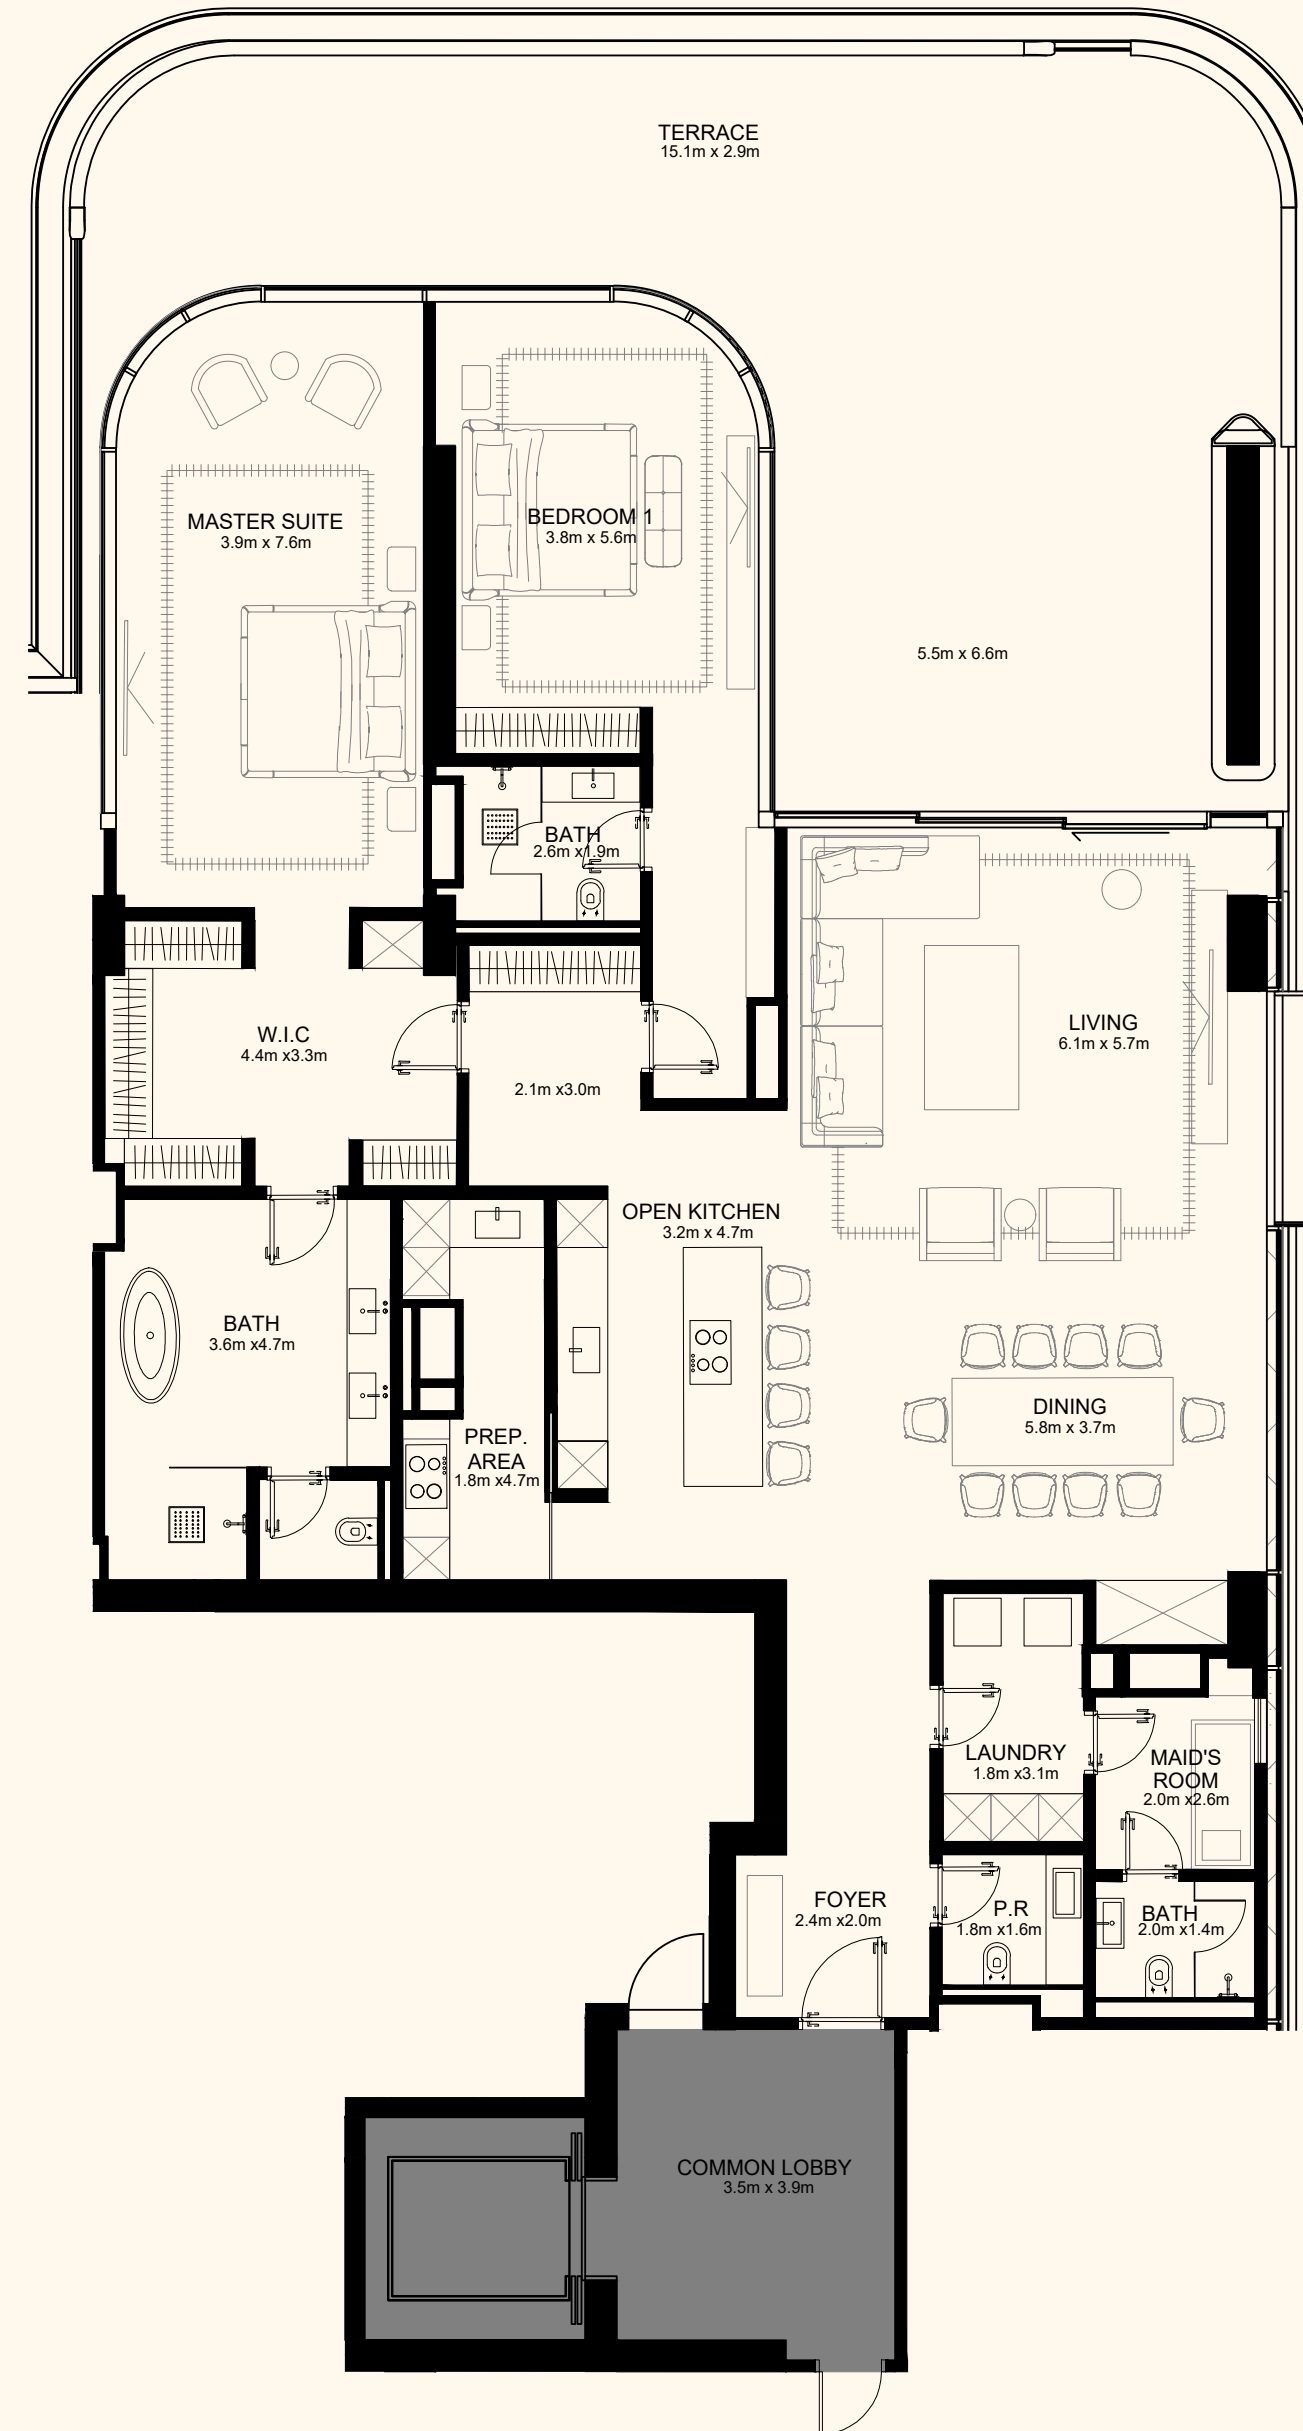 TERRACE
15.1m x 2.9m
MASTER SUITE
3.9m x 7.6m
BEDROOM 1
3.8m x 5.6m
5.5m x 6.6m
BATH
2.6m x1.9m
W.I.C
4.4m x3.3m
2.1m x3.0m
LIVING
6.1m x 5.7m
OPEN KITCHEN
3.2m x 4.7m
BATH
3.6m x4.7m
PREP.
AREA
1.8m x4.7m
DINING
5.8m x 3.7m
LAUNDRY
1.8m x3.1m
MAID'S
ROOM
2.0m x2.6m
FOYER
2.4m x2.0m
P.R
1.8m x1.6m
BATH
2.0m x1.4m
COMMON LOBBY
3.5m x 3.9m